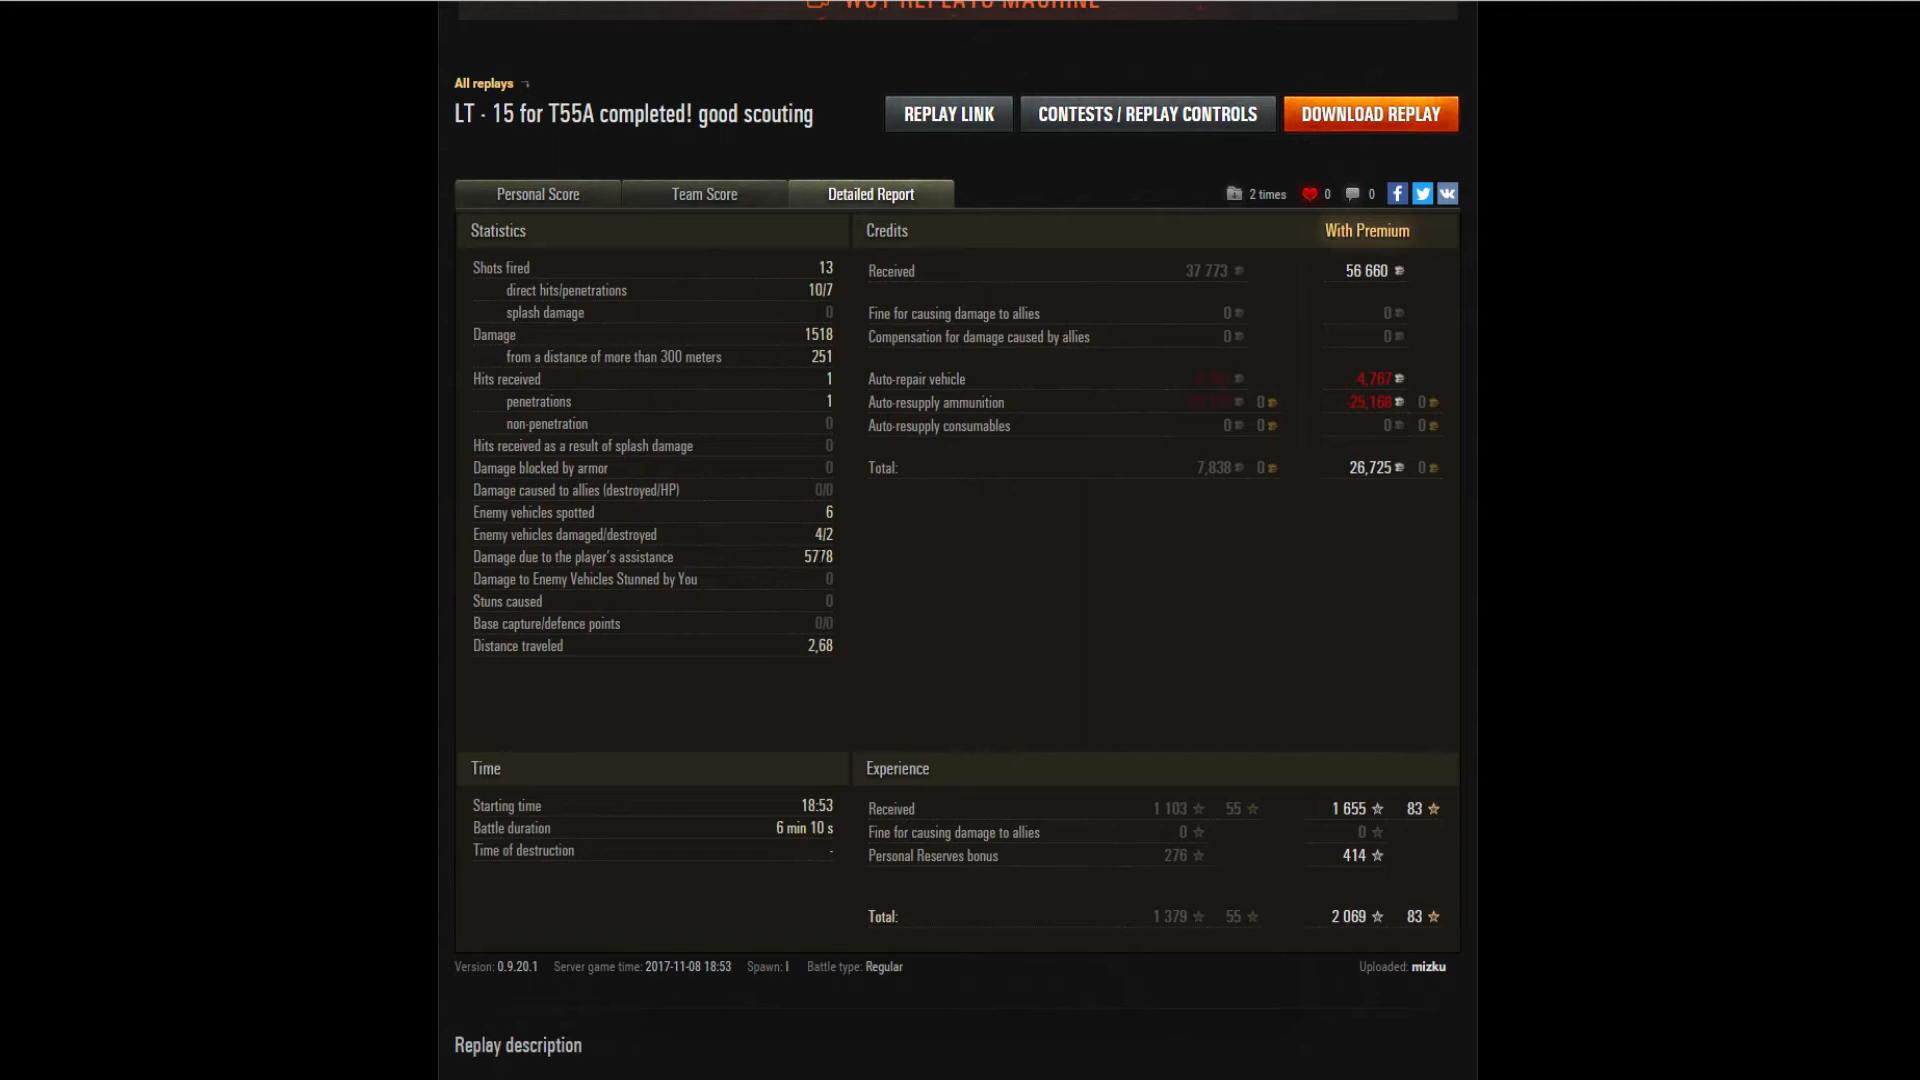 WOT REPLAYS MACHINE
All replays
LT - 15 for T55A completed! good scouting
REPLAY LINK
CONTESTS / REPLAY CONTROLS
DOWNLOAD REPLAY
Personal Score
Team Score
Detailed Report
2 times
0
0
Statistics
Shots fired 13
direct hits/penetrations 10/7
splash damage 0
Damage 1518
from a distance of more than 300 meters 251
Hits received 1
penetrations 1
non-penetration 0
Hits received as a result of splash damage 0
Damage blocked by armor 0
Damage caused to allies (destroyed/HP) 0/0
Enemy vehicles spotted 6
Enemy vehicles damaged/destroyed 4/2
Damage due to the player's assistance 5778
Damage to Enemy Vehicles Stunned by You 0
Stuns caused 0
Base capture/defence points 0/0
Distance traveled 2,68
Credits With Premium
Received 37 773 56 660
Fine for causing damage to allies 0 0
Compensation for damage caused by allies 0 0
Auto-repair vehicle -4,767
Auto-resupply ammunition 0 -25,168 0
Auto-resupply consumables 0 0 0 0
Total: 7,838 0 26,725 0
Time
Starting time 18:53
Battle duration 6 min 10 s
Time of destruction -
Experience
Received 1 103 55 1 655 83
Fine for causing damage to allies 0 0
Personal Reserves bonus 276 414
Total: 1 379 55 2 069 83
Version: 0.9.20.1 Server game time: 2017-11-08 18:53 Spawn: I Battle type: Regular
Uploaded: mizku
Replay description